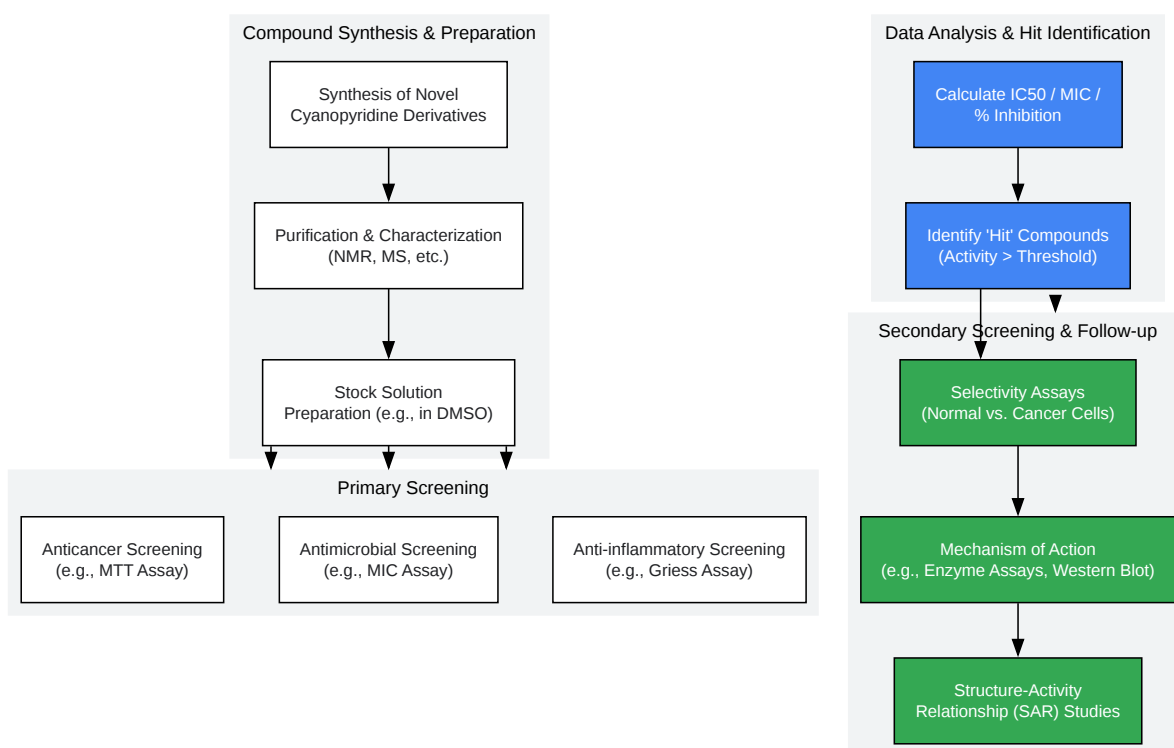 Compound Synthesis & Preparation
Synthesis of Novel
Cyanopyridine Derivatives
Purification & Characterization
(NMR, MS, etc.)
Stock Solution
Preparation (e.g., in DMSO)
Primary Screening
Anticancer Screening
(e.g., MTT Assay)
Antimicrobial Screening
(e.g., MIC Assay)
Anti-inflammatory Screening
(e.g., Griess Assay)
Data Analysis & Hit Identification
Calculate IC50 / MIC /
% Inhibition
Identify 'Hit' Compounds
(Activity > Threshold)
Secondary Screening & Follow-up
Selectivity Assays
(Normal vs. Cancer Cells)
Mechanism of Action
(e.g., Enzyme Assays, Western Blot)
Structure-Activity
Relationship (SAR) Studies